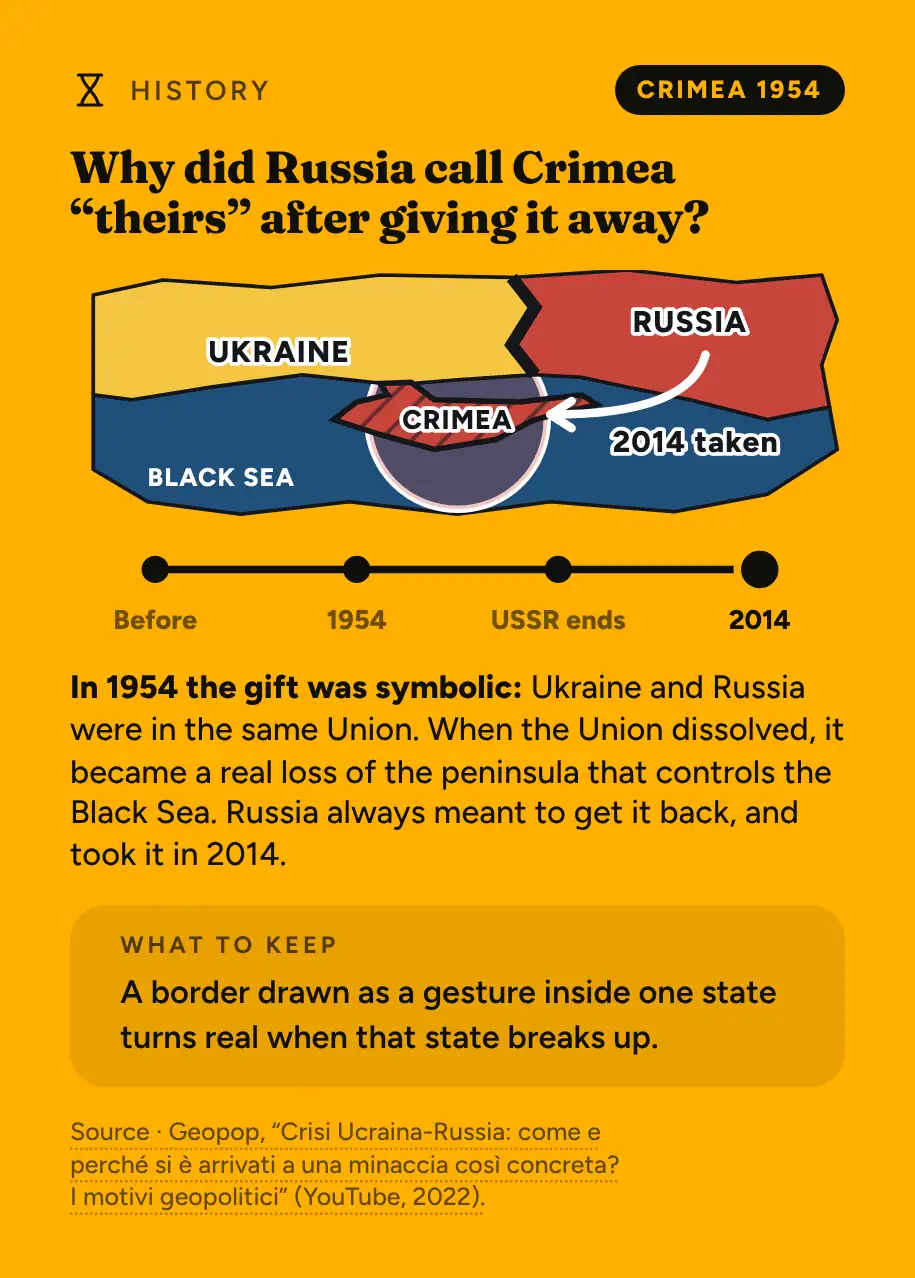 HISTORY
CRIMEA 1954
Why did Russia call Crimea
“theirs” after giving it away?
UKRAINE
RUSSIA
CRIMEA
2014 taken
BLACK SEA
Before
1954
USSR ends
2014
In 1954 the gift was symbolic: Ukraine and Russia
were in the same Union. When the Union dissolved, it
became a real loss of the peninsula that controls the
Black Sea. Russia always meant to get it back, and
took it in 2014.
WHAT TO KEEP
A border drawn as a gesture inside one state
turns real when that state breaks up.
Source · Geopop, “Crisi Ucraina-Russia: come e
perché si è arrivati a una minaccia così concreta?
I motivi geopolitici” (YouTube, 2022).